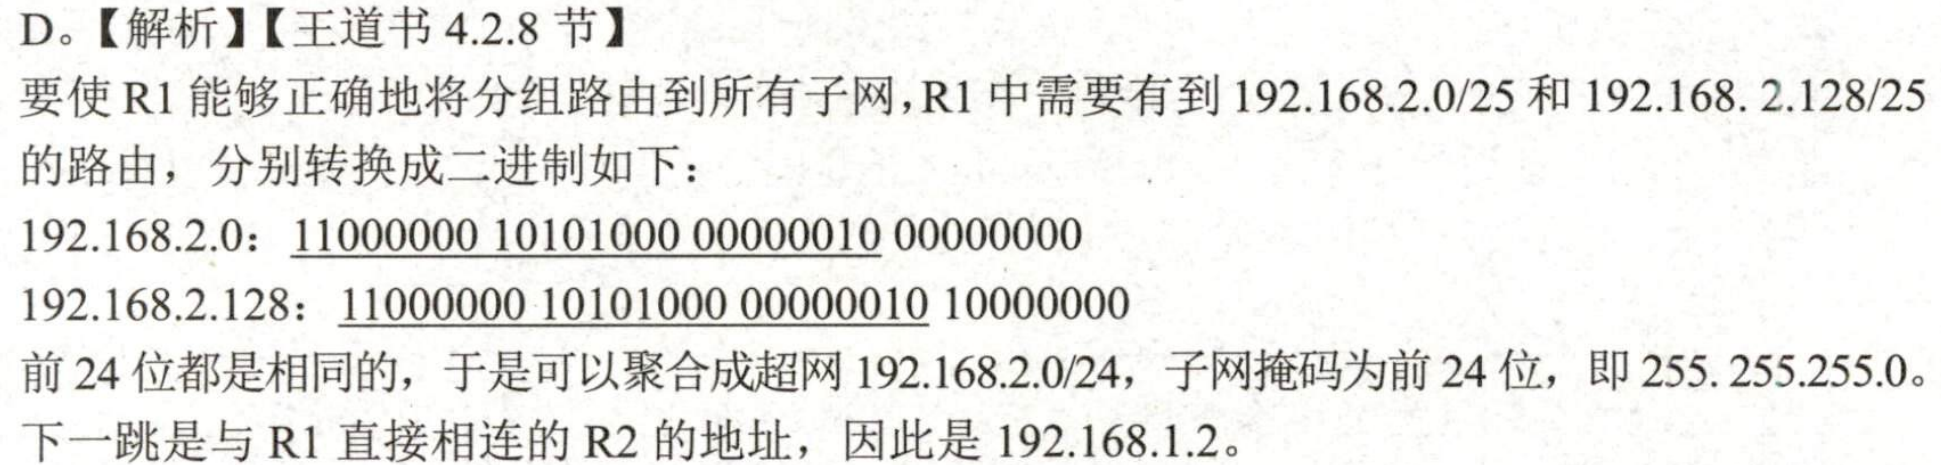 D。【解析】【王道书 4.2.8 节】
要使 R1 能够正确地将分组路由到所有子网,R1 中需要有到 192.168.2.0/25 和 192.168. 2.128/25
的路由，分别转换成二进制如下：
192.168.2.0：11000000 10101000 00000010 00000000
192.168.2.128：11000000 10101000 00000010 10000000
前 24 位都是相同的，于是可以聚合成超网 192.168.2.0/24，子网掩码为前 24 位，即 255. 255.255.0。
下一跳是与 R1 直接相连的 R2 的地址，因此是 192.168.1.2。